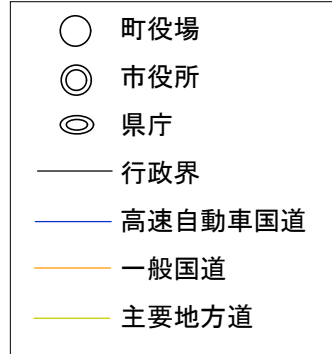 町役場
市役所
県庁
行政界
高速自動車国道
一般国道
主要地方道